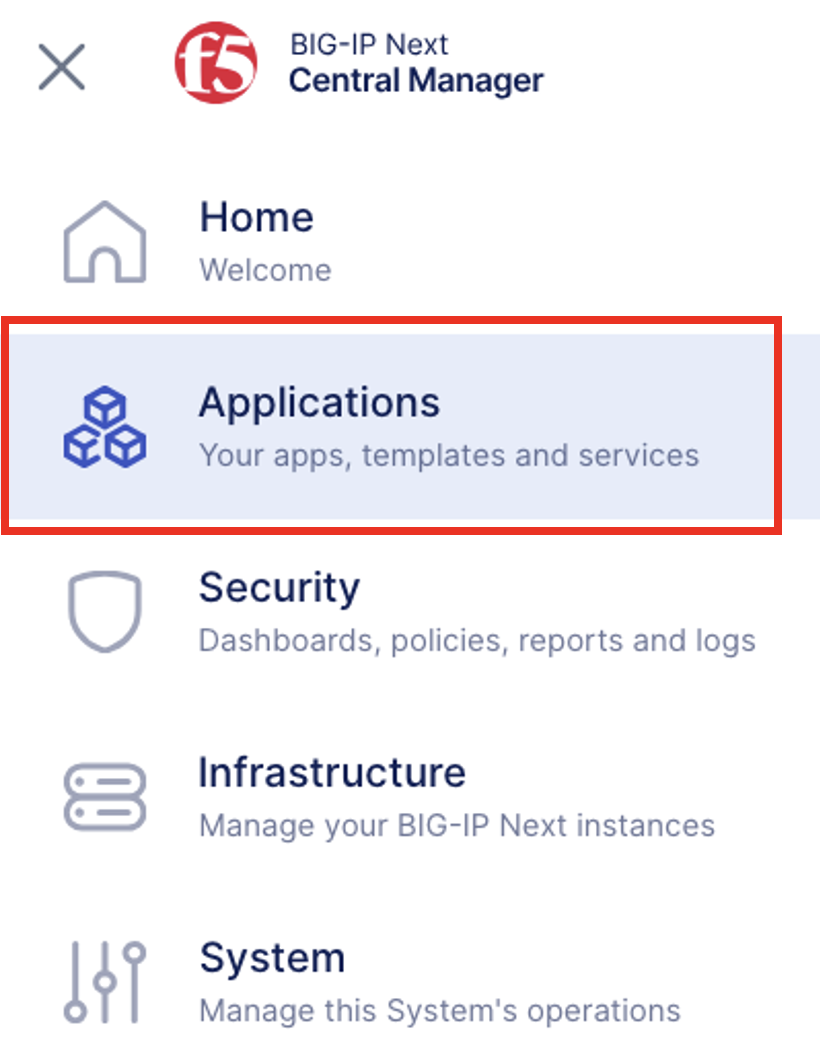 f5
BIG-IP Next
Central Manager
Home
Welcome
Applications
Your apps, templates and services
Security
Dashboards, policies, reports and logs
Infrastructure
Manage your BIG-IP Next instances
System
Manage this System's operations